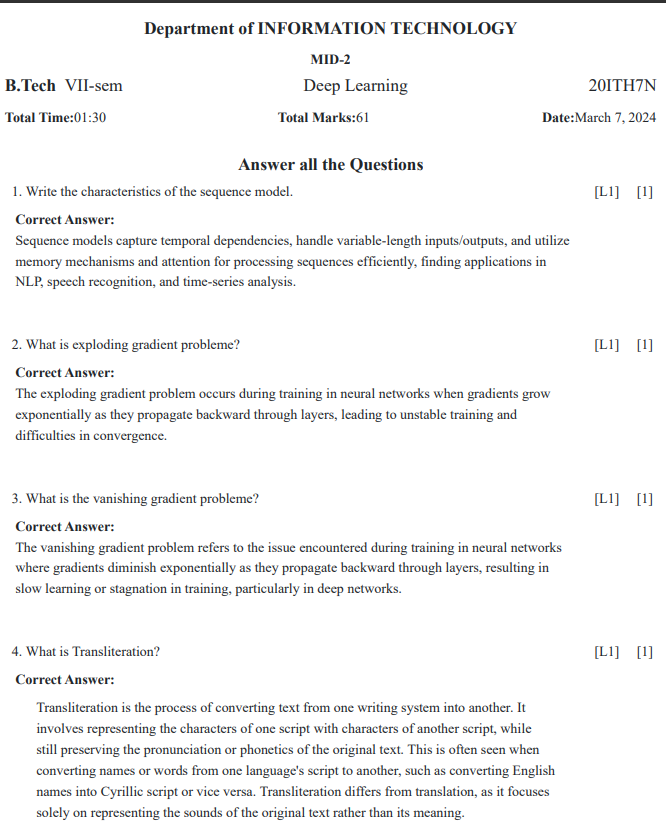 Department of INFORMATION TECHNOLOGY
MID-2
B.Tech VII-sem Deep Learning 20ITH7N
Total Time:01:30 Total Marks:61 Date:March 7, 2024
Answer all the Questions
1. Write the characteristics of the sequence model. [L1] [1]
Correct Answer:
Sequence models capture temporal dependencies, handle variable-length inputs/outputs, and utilize
memory mechanisms and attention for processing sequences efficiently, finding applications in
NLP, speech recognition, and time-series analysis.
2. What is exploding gradient probleme? [L1] [1]
Correct Answer:
The exploding gradient problem occurs during training in neural networks when gradients grow
exponentially as they propagate backward through layers, leading to unstable training and
difficulties in convergence.
3. What is the vanishing gradient probleme? [L1] [1]
Correct Answer:
The vanishing gradient problem refers to the issue encountered during training in neural networks
where gradients diminish exponentially as they propagate backward through layers, resulting in
slow learning or stagnation in training, particularly in deep networks.
4. What is Transliteration? [L1] [1]
Correct Answer:
Transliteration is the process of converting text from one writing system into another. It
involves representing the characters of one script with characters of another script, while
still preserving the pronunciation or phonetics of the original text. This is often seen when
converting names or words from one language's script to another, such as converting English
names into Cyrillic script or vice versa. Transliteration differs from translation, as it focuses
solely on representing the sounds of the original text rather than its meaning.